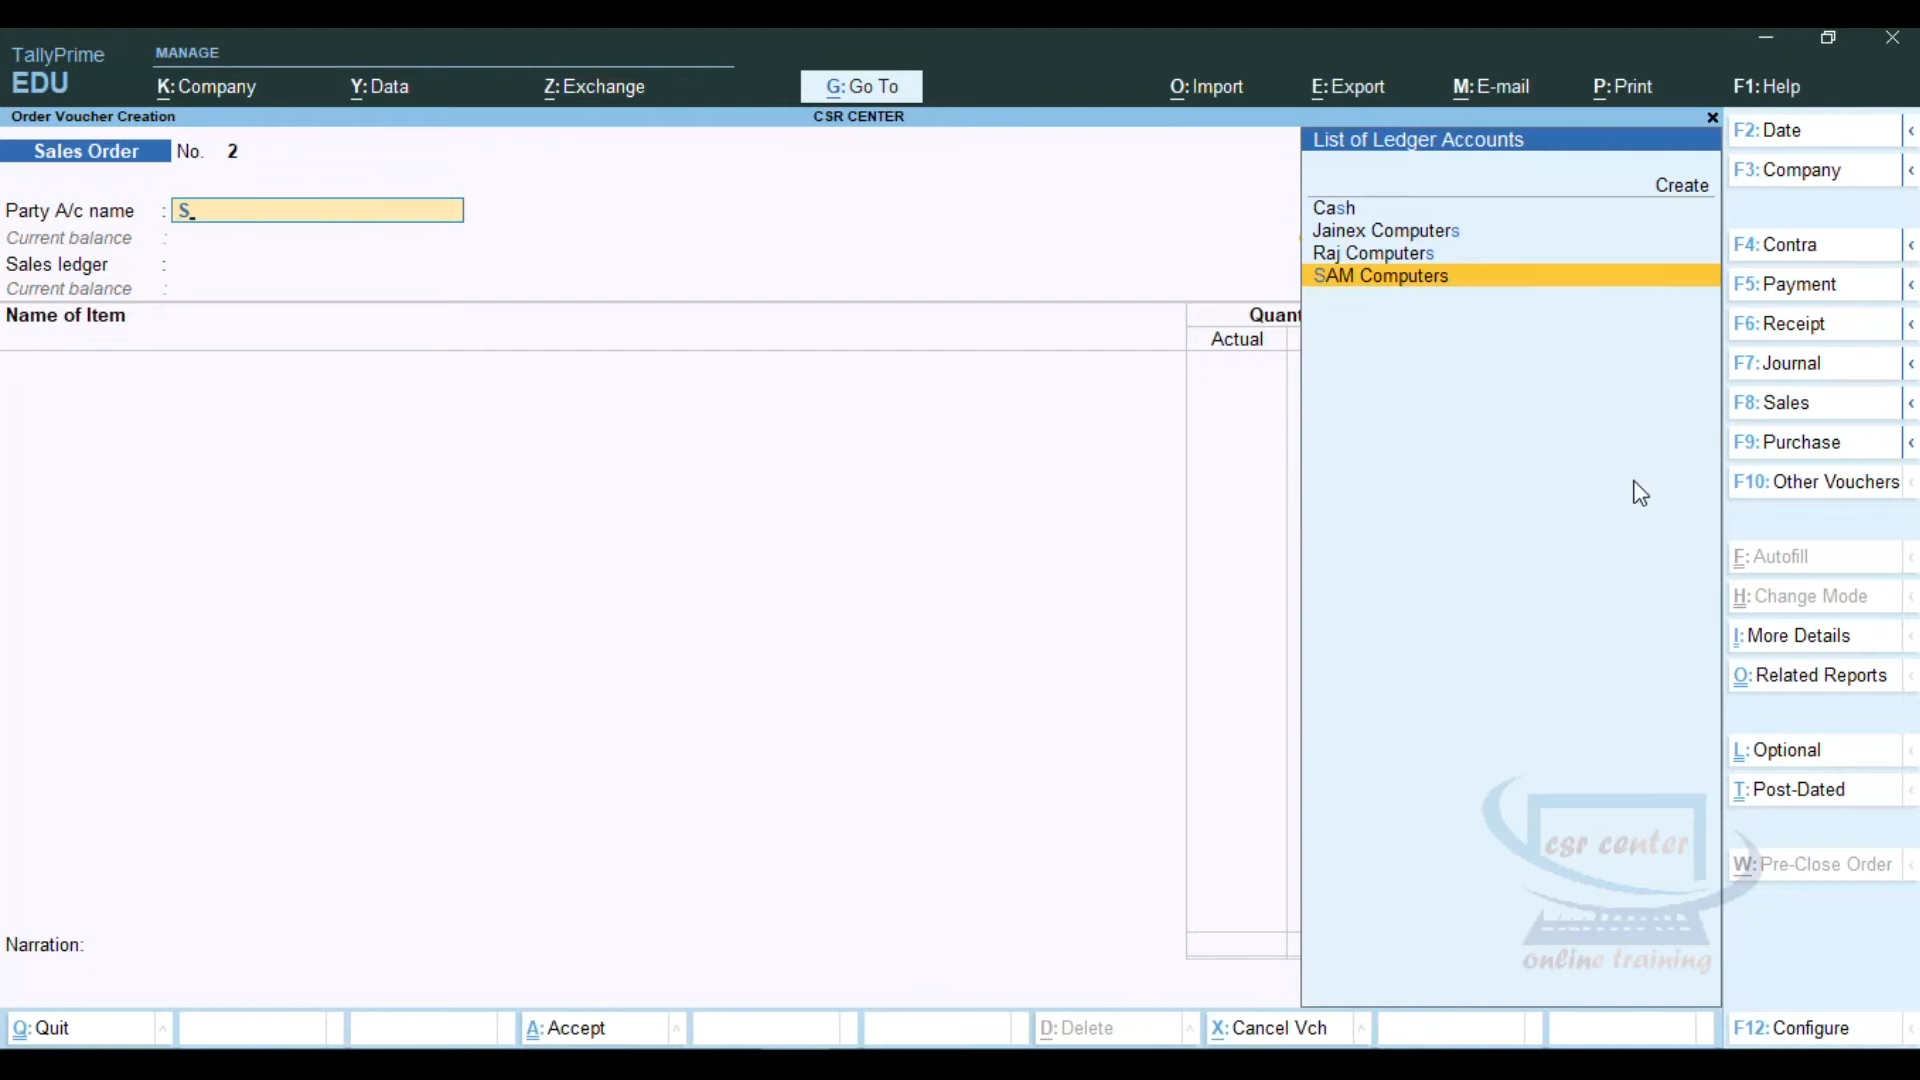 TallyPrime
EDU
MANAGE
K: Company
Y: Data
Z: Exchange
G: Go To
O: Import
E: Export
M: E-mail
P: Print
F1: Help
Order Voucher Creation
CSR CENTER
Sales Order No. 2
Party A/c name : S
Current balance :
Sales ledger :
Current balance :
Name of Item
Quant
Actual
Narration:
List of Ledger Accounts
Create
Cash
Jainex Computers
Raj Computers
SAM Computers
F2: Date
F3: Company
F4: Contra
F5: Payment
F6: Receipt
F7: Journal
F8: Sales
F9: Purchase
F10: Other Vouchers
F: Autofill
H: Change Mode
I: More Details
O: Related Reports
L: Optional
T: Post-Dated
W: Pre-Close Order
csr center
online training
Q: Quit
A: Accept
D: Delete
X: Cancel Vch
F12: Configure